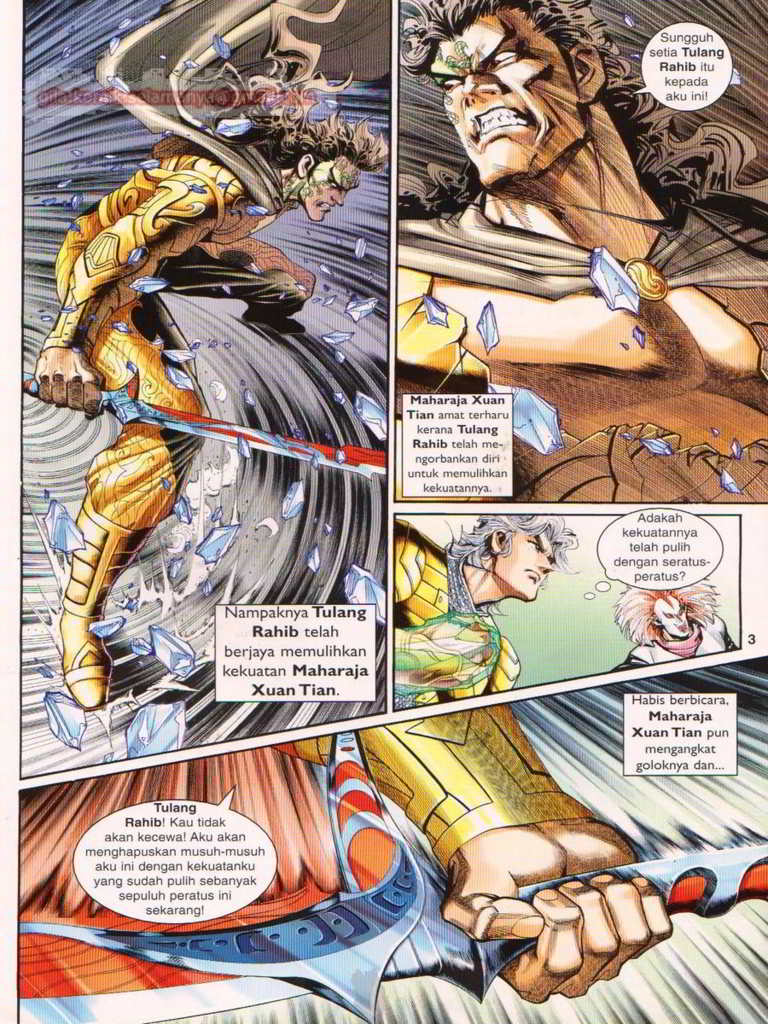 Nampaknya Tulang
Rahib telah
berjaya memulihkan
kekuatan Maharaja
Xuan Tian.
Sungguh
setia Tulang
Rahib itu
kepada
aku ini!
Maharaja Xuan
Tian amat terharu
kerana Tulang
Rahib telah me-
ngorbankan diri
untuk memulihkan
kekuatannya.
Adakah
kekuatannya
telah pulih
dengan seratus-
peratus?
3
Habis berbicara,
Maharaja
Xuan Tian pun
mengangkat
goloknya dan...
Tulang
Rahib! Kau tidak
akan kecewa! Aku akan
menghapuskan musuh-musuh
aku ini dengan kekuatanku
yang sudah pulih sebanyak
sepuluh peratus ini
sekarang!